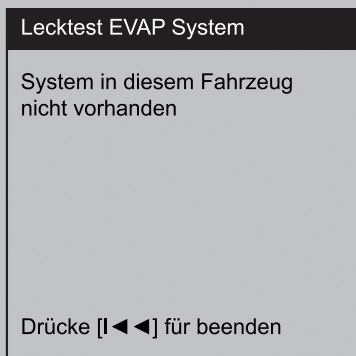 Lecktest EVAP System
System in diesem Fahrzeug
nicht vorhanden
Drücke [I◄◄] für beenden